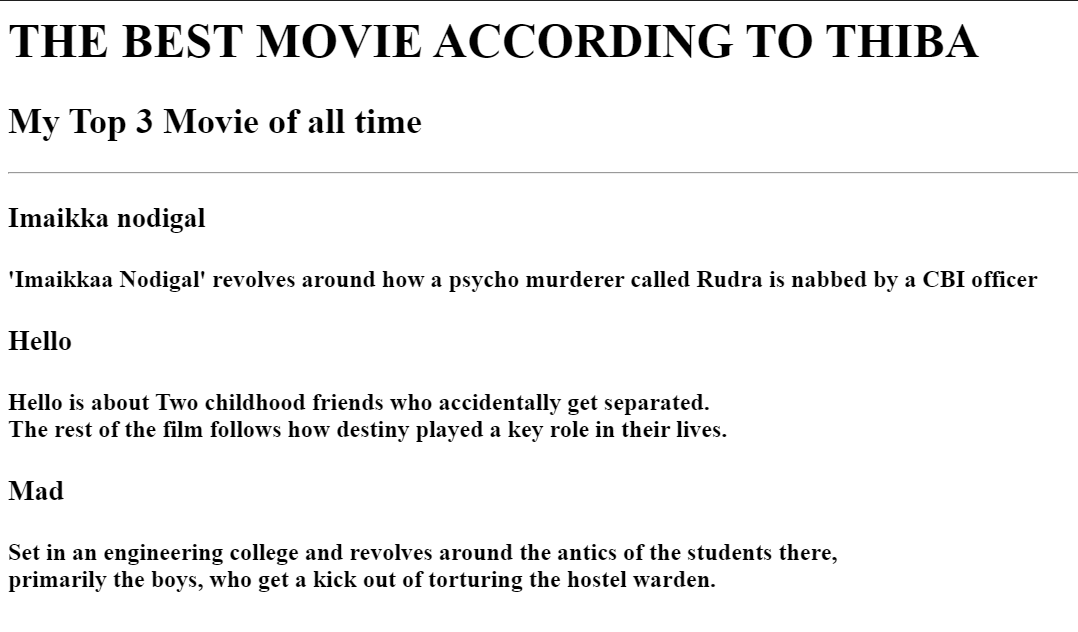 THE BEST MOVIE ACCORDING TO THIBA
My Top 3 Movie of all time
Imaikka nodigal
'Imaikkaa Nodigal' revolves around how a psycho murderer called Rudra is nabbed by a CBI officer
Hello
Hello is about Two childhood friends who accidentally get separated.
The rest of the film follows how destiny played a key role in their lives.
Mad
Set in an engineering college and revolves around the antics of the students there,
primarily the boys, who get a kick out of torturing the hostel warden.